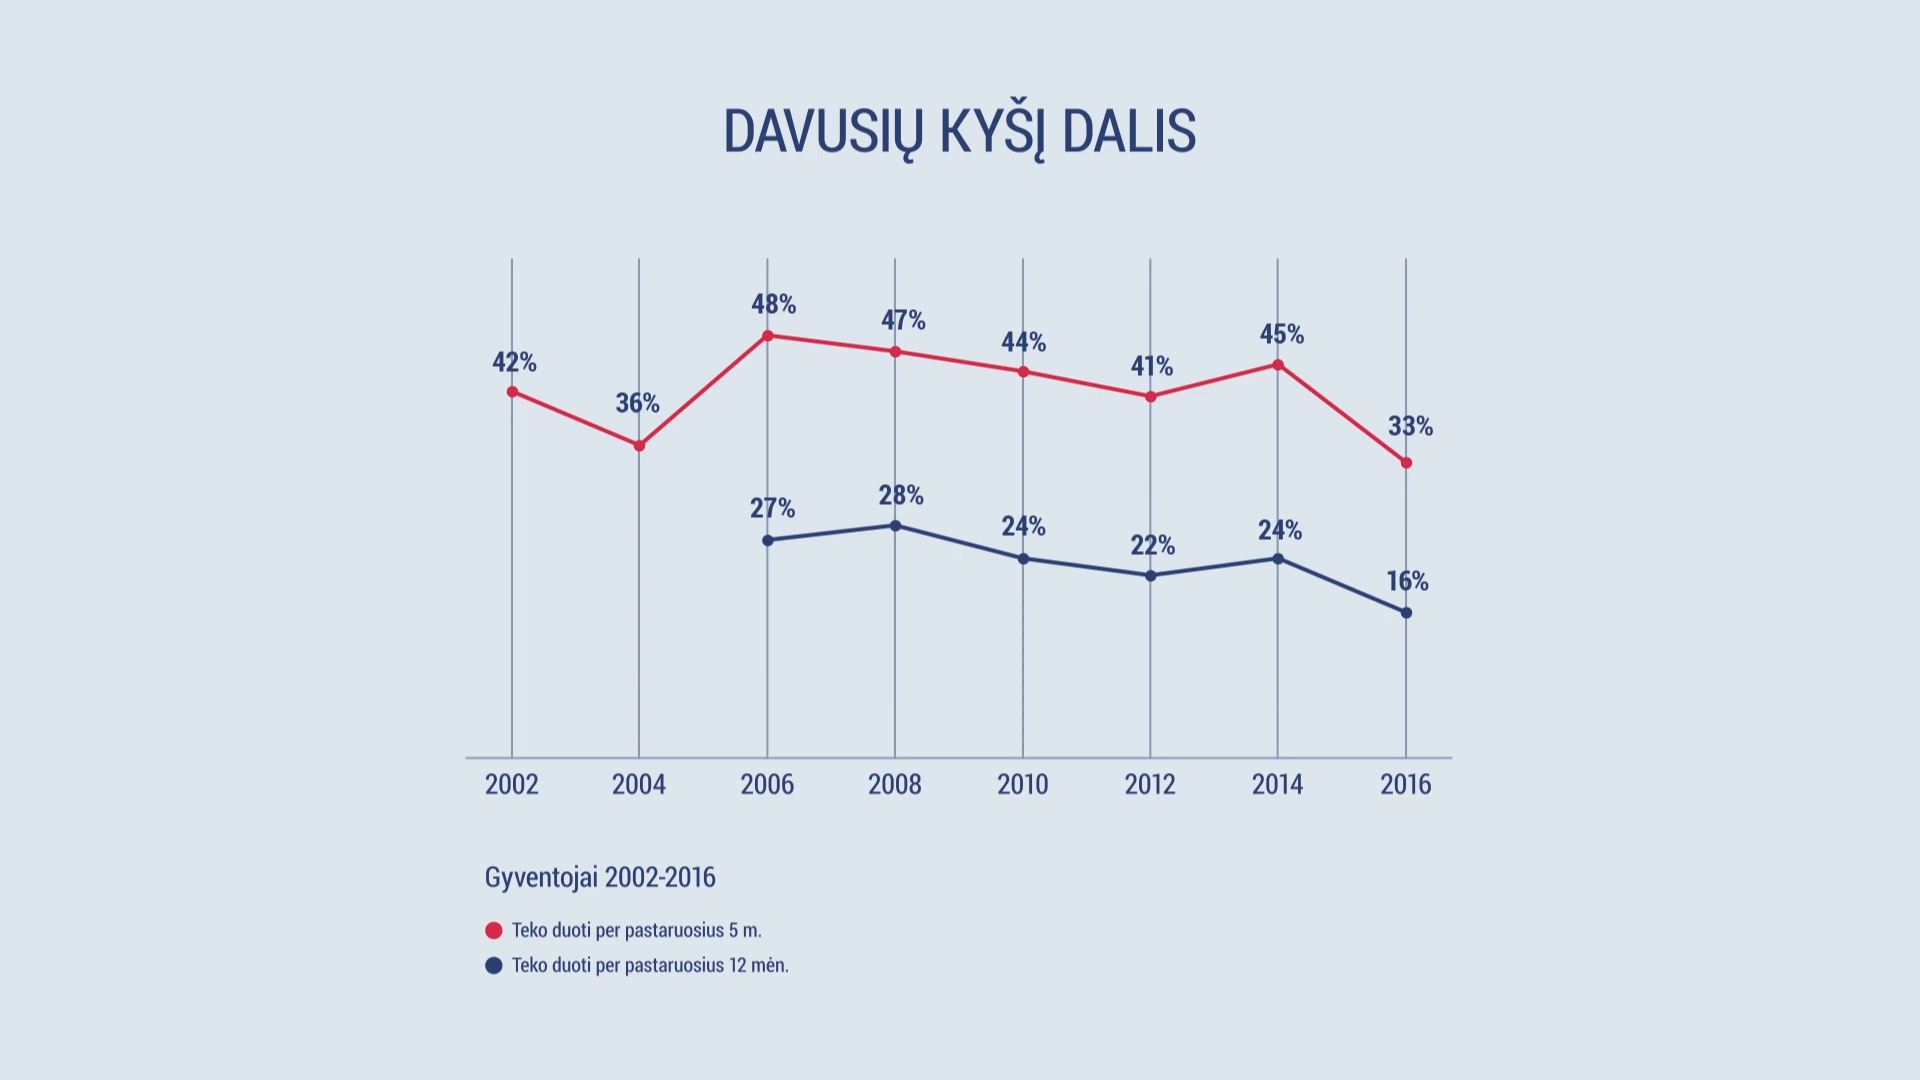 DAVUSIŲ KYŠĮ DALIS
48%
47%
45%
44%
42%
41%
36%
33%
28%
27%
24%
24%
22%
16%
2002 2004 2006 2008 2010 2012 2014 2016
Gyventojai 2002-2016
Teko duoti per pastaruosius 5 m.
Teko duoti per pastaruosius 12 mėn.